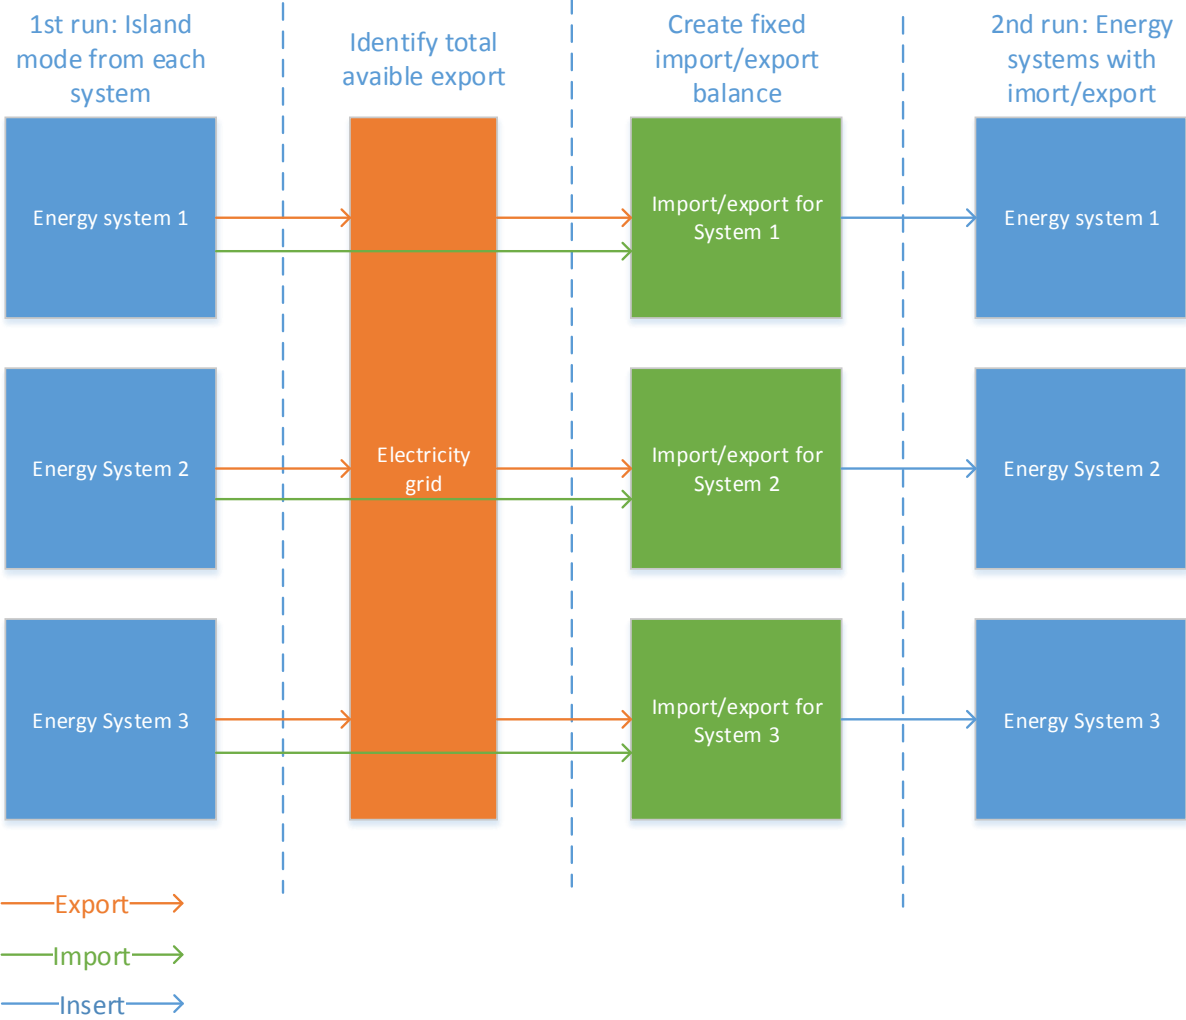 1st run: Island
mode from each
system
Identify total
avaible export
Create fixed
import/export
balance
2nd run: Energy
systems with
imort/export
Energy system 1
Import/export for
System 1
Energy system 1
Energy System 2
Electricity
grid
Import/export for
System 2
Energy System 2
Energy System 3
Import/export for
System 3
Energy System 3
Export
Import
Insert